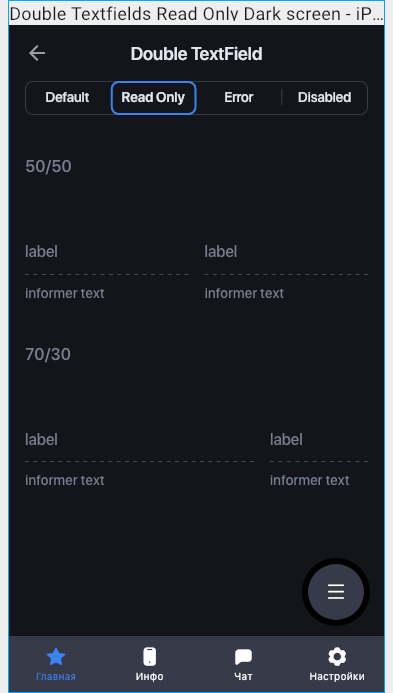 Double Textfields Read Only Dark screen - iP...
Double TextField
Default Read Only Error Disabled
50/50
label label
informer text informer text
70/30
label label
informer text informer text
Главная Инфо Чат Настройки